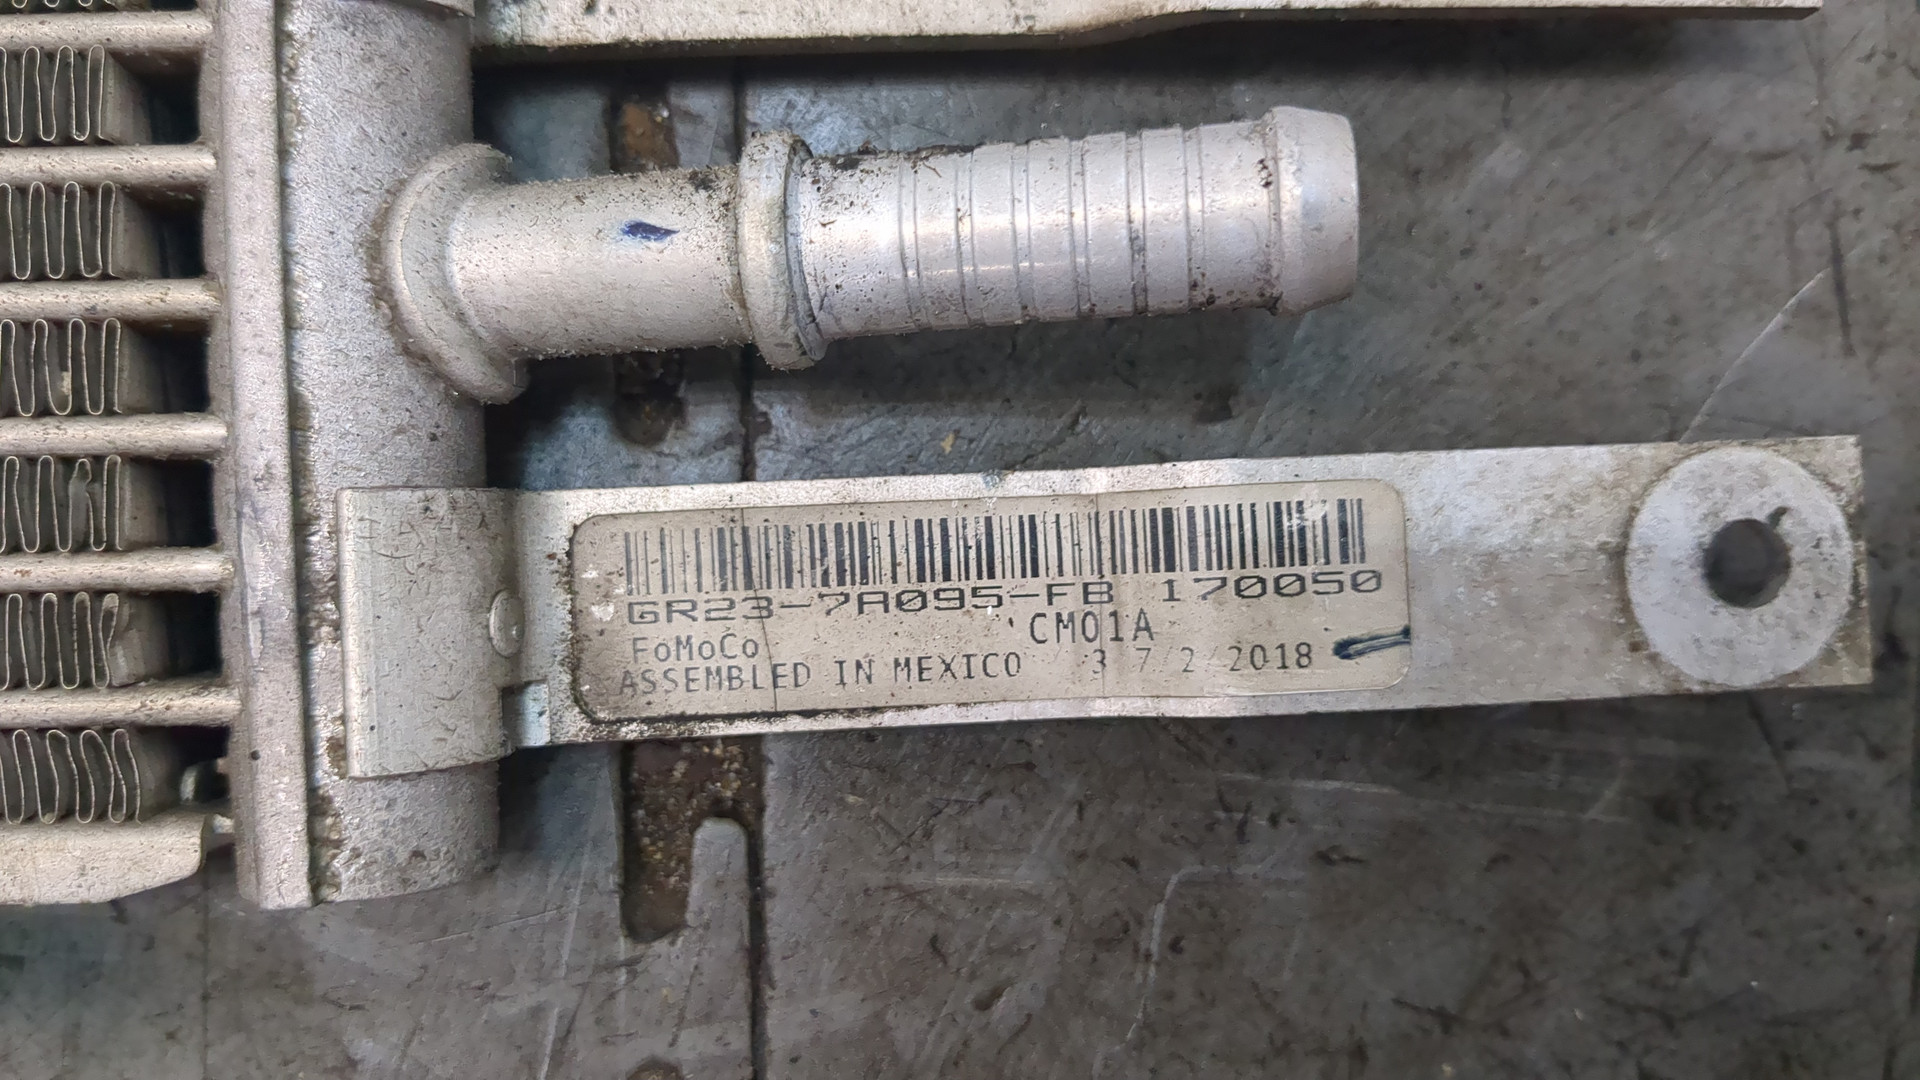 GR23-7A095-FB 170050
CM01A
FoMoCo
ASSEMBLED IN MEXICO 3 7/2/2018